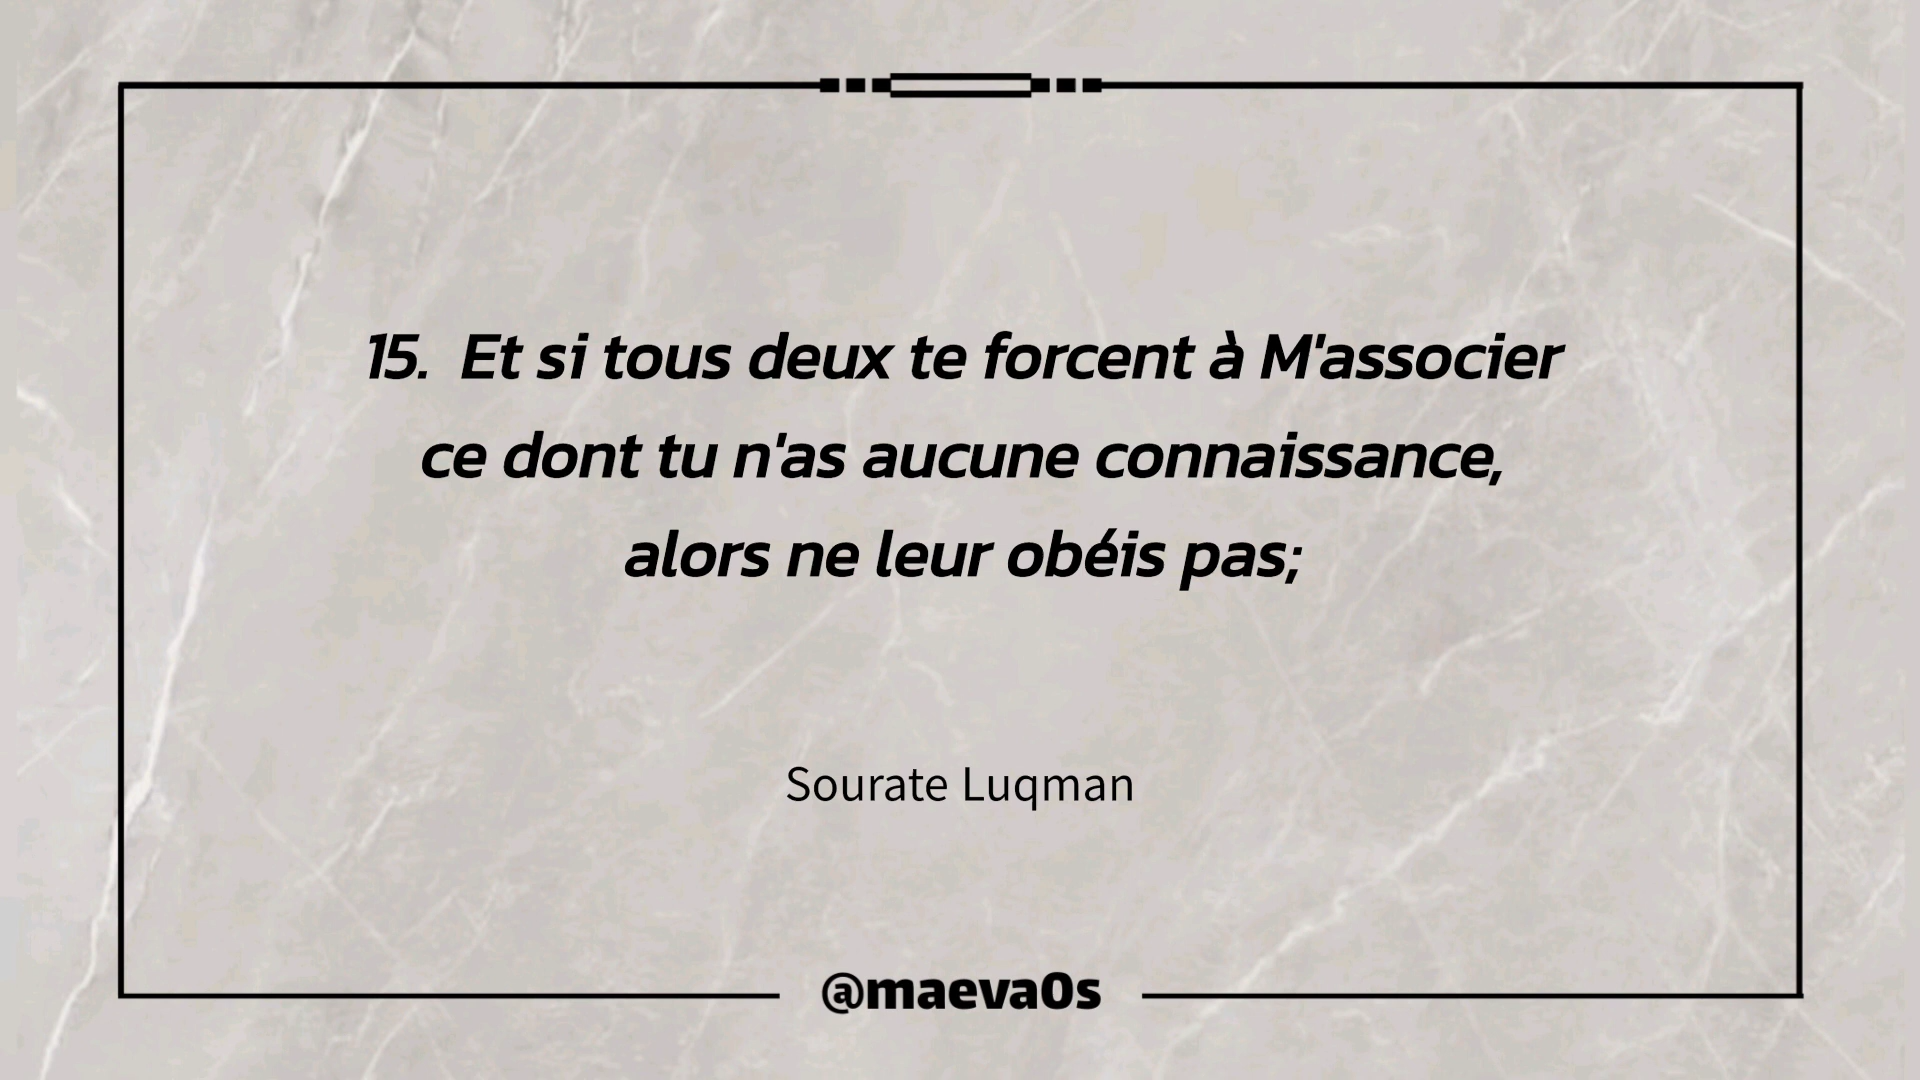 15. Et si tous deux te forcent à M'associer
ce dont tu n'as aucune connaissance,
alors ne leur obéis pas;
Sourate Luqman
@maeva0s